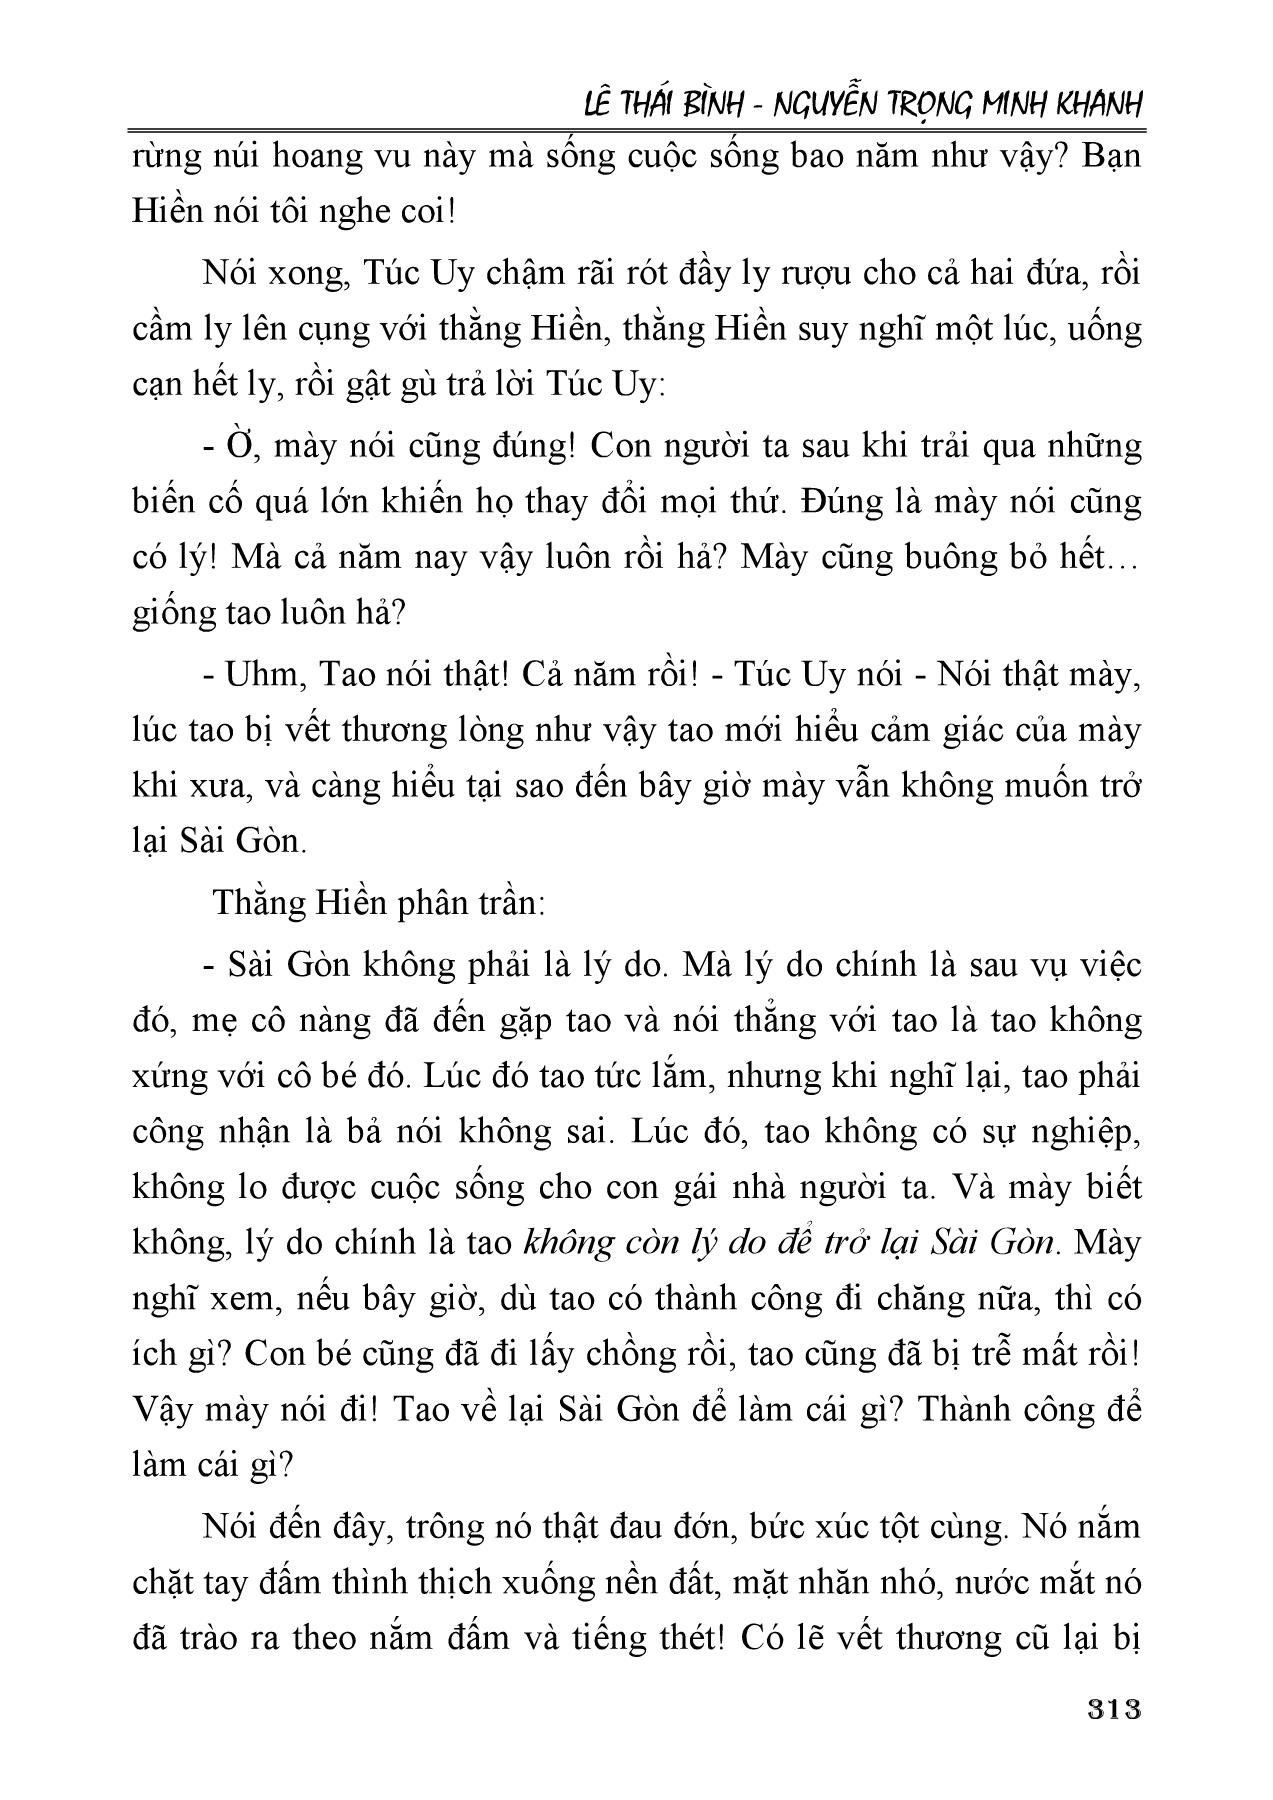 LÊ THÁI BÌNH - NGUYỄN TRỌNG MINH KHANH
rừng núi hoang vu này mà sống cuộc sống bao năm như vậy? Bạn
Hiền nói tôi nghe coi!
Nói xong, Túc Uy chậm rãi rót đầy ly rượu cho cả hai đứa, rồi
cầm ly lên cụng với thằng Hiền, thằng Hiền suy nghĩ một lúc, uống
cạn hết ly, rồi gật gù trả lời Túc Uy:
- Ờ, mày nói cũng đúng! Con người ta sau khi trải qua những
biến cố quá lớn khiến họ thay đổi mọi thứ. Đúng là mày nói cũng
có lý! Mà cả năm nay vậy luôn rồi hả? Mày cũng buông bỏ hết…
giống tao luôn hả?
- Uhm, Tao nói thật! Cả năm rồi! - Túc Uy nói - Nói thật mày,
lúc tao bị vết thương lòng như vậy tao mới hiểu cảm giác của mày
khi xưa, và càng hiểu tại sao đến bây giờ mày vẫn không muốn trở
lại Sài Gòn.
Thằng Hiền phân trần:
- Sài Gòn không phải là lý do. Mà lý do chính là sau vụ việc
đó, mẹ cô nàng đã đến gặp tao và nói thẳng với tao là tao không
xứng với cô bé đó. Lúc đó tao tức lắm, nhưng khi nghĩ lại, tao phải
công nhận là bả nói không sai. Lúc đó, tao không có sự nghiệp,
không lo được cuộc sống cho con gái nhà người ta. Và mày biết
không, lý do chính là tao không còn lý do để trở lại Sài Gòn. Mày
nghĩ xem, nếu bây giờ, dù tao có thành công đi chăng nữa, thì có
ích gì? Con bé cũng đã đi lấy chồng rồi, tao cũng đã bị trễ mất rồi!
Vậy mày nói đi! Tao về lại Sài Gòn để làm cái gì? Thành công để
làm cái gì?
Nói đến đây, trông nó thật đau đớn, bức xúc tột cùng. Nó nắm
chặt tay đấm thình thịch xuống nền đất, mặt nhăn nhó, nước mắt nó
đã trào ra theo nắm đấm và tiếng thét! Có lẽ vết thương cũ lại bị
313